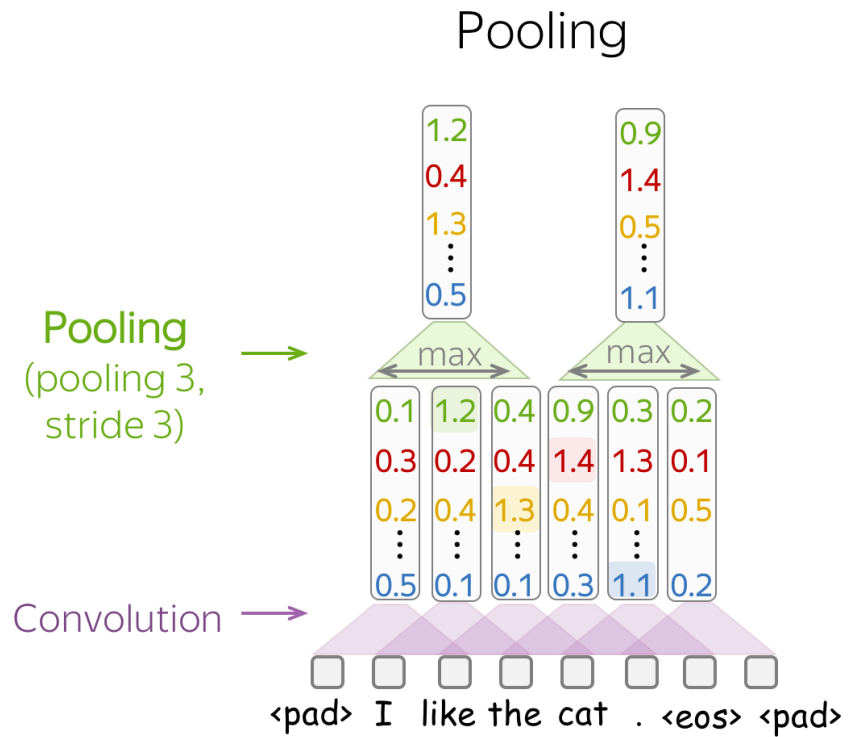 Pooling
1.2 0.9
0.4 1.4
1.3 0.5
0.5 1.1
Pooling
(pooling 3,
stride 3)
max max
0.1 1.2 0.4 0.9 0.3 0.2
0.3 0.2 0.4 1.4 1.3 0.1
0.2 0.4 1.3 0.4 0.1 0.5
0.5 0.1 0.1 0.3 1.1 0.2
Convolution
<pad> I like the cat . <eos> <pad>